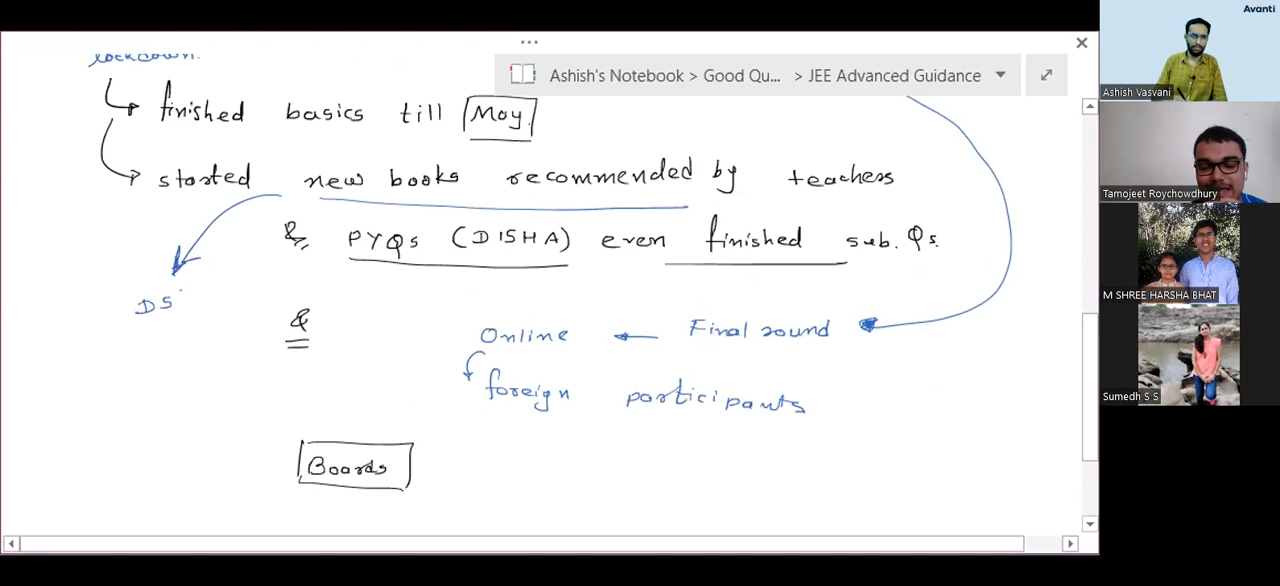 Avanti
lockdown.
Ashish's Notebook > Good Qu... > JEE Advanced Guidance
finished basics till May.
started new books recommended by teachers
&, PYQs (DISHA) even finished sub. Qs.
DS
& Online ← Final round
foreign participants
Boards
Ashish Vasvani
Tamojeet Roychowdhury
M SHREE HARSHA BHAT
Sumedh S S